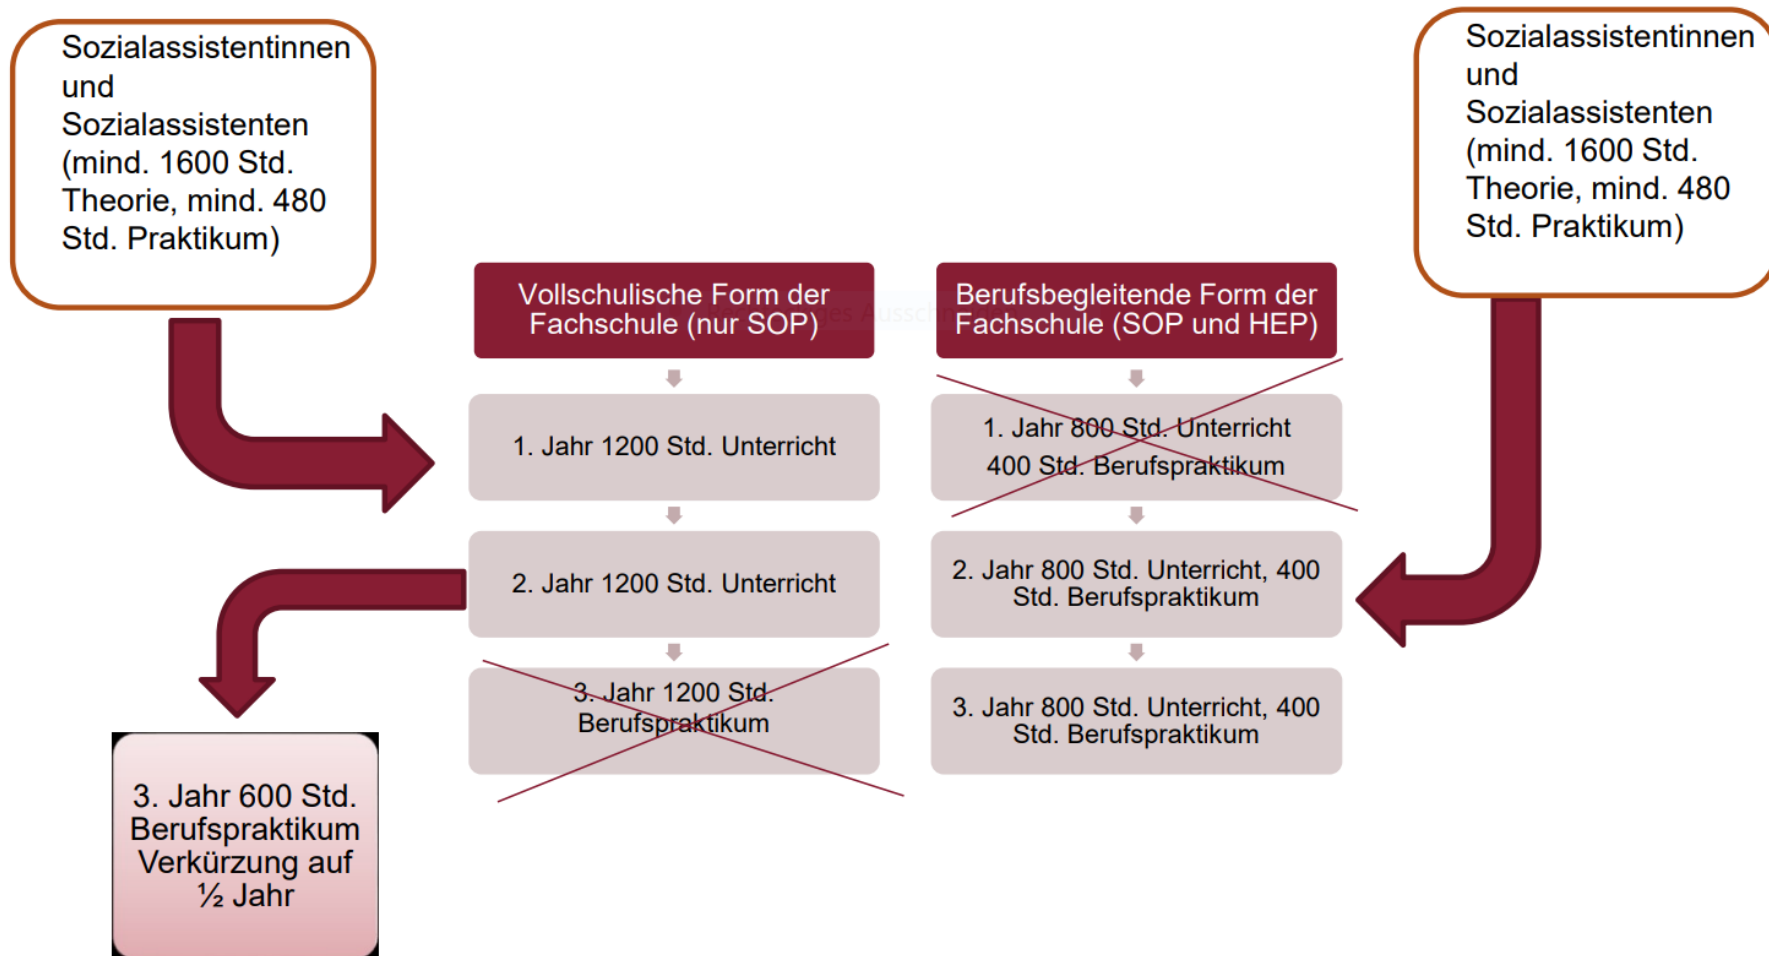 Sozialassistentinnen
und
Sozialassistenten
(mind. 1600 Std.
Theorie, mind. 480
Std. Praktikum)
Sozialassistentinnen
und
Sozialassistenten
(mind. 1600 Std.
Theorie, mind. 480
Std. Praktikum)
Vollschulische Form der
Fachschule (nur SOP)
1. Jahr 1200 Std. Unterricht
2. Jahr 1200 Std. Unterricht
3. Jahr 1200 Std.
Berufspraktikum
3. Jahr 600 Std.
Berufspraktikum
Verkürzung auf
½ Jahr
Berufsbegleitende Form der
Fachschule (SOP und HEP)
1. Jahr 800 Std. Unterricht
400 Std. Berufspraktikum
2. Jahr 800 Std. Unterricht, 400
Std. Berufspraktikum
3. Jahr 800 Std. Unterricht, 400
Std. Berufspraktikum